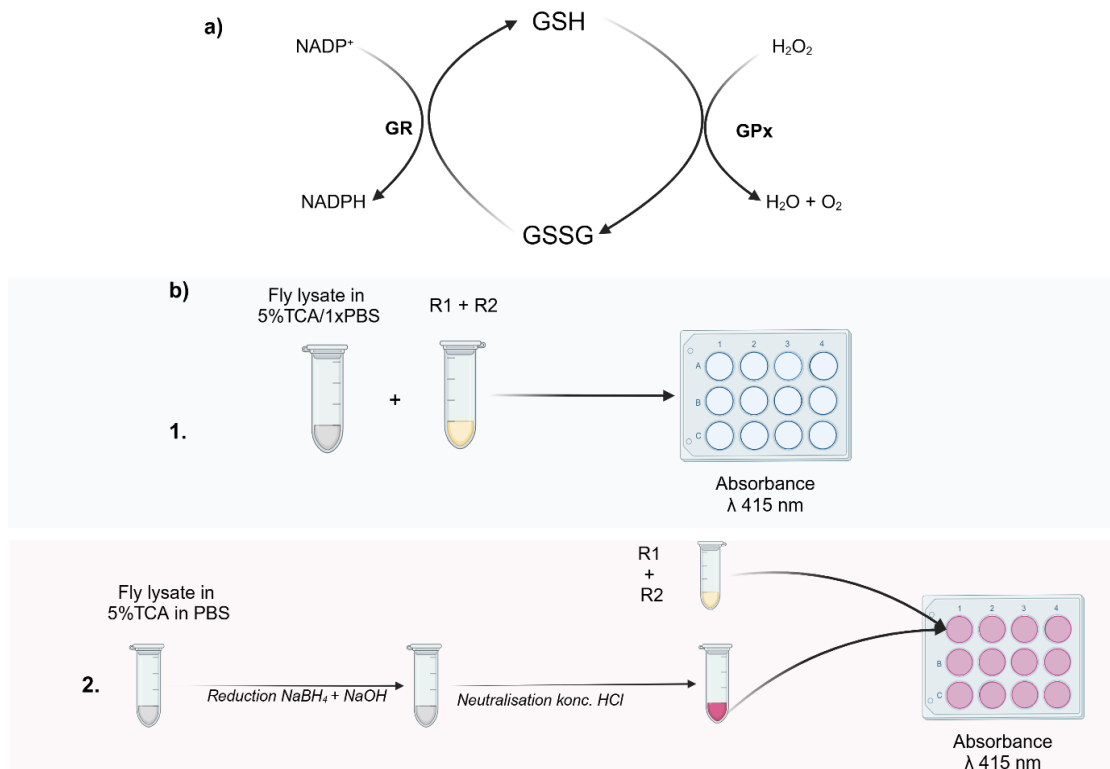 a)
GSH
NADP⁺
H₂O₂
GR
GPx
NADPH
H₂O + O₂
GSSG
b)
Fly lysate in
5%TCA/1xPBS
R1 + R2
+
1.
1 2 3 4
A
B
C
Absorbance
λ 415 nm
R1
+
R2
Fly lysate in
5%TCA in PBS
2.
Reduction NaBH₄ + NaOH
Neutralisation konc. HCl
1 2 3 4
B
C
Absorbance
λ 415 nm